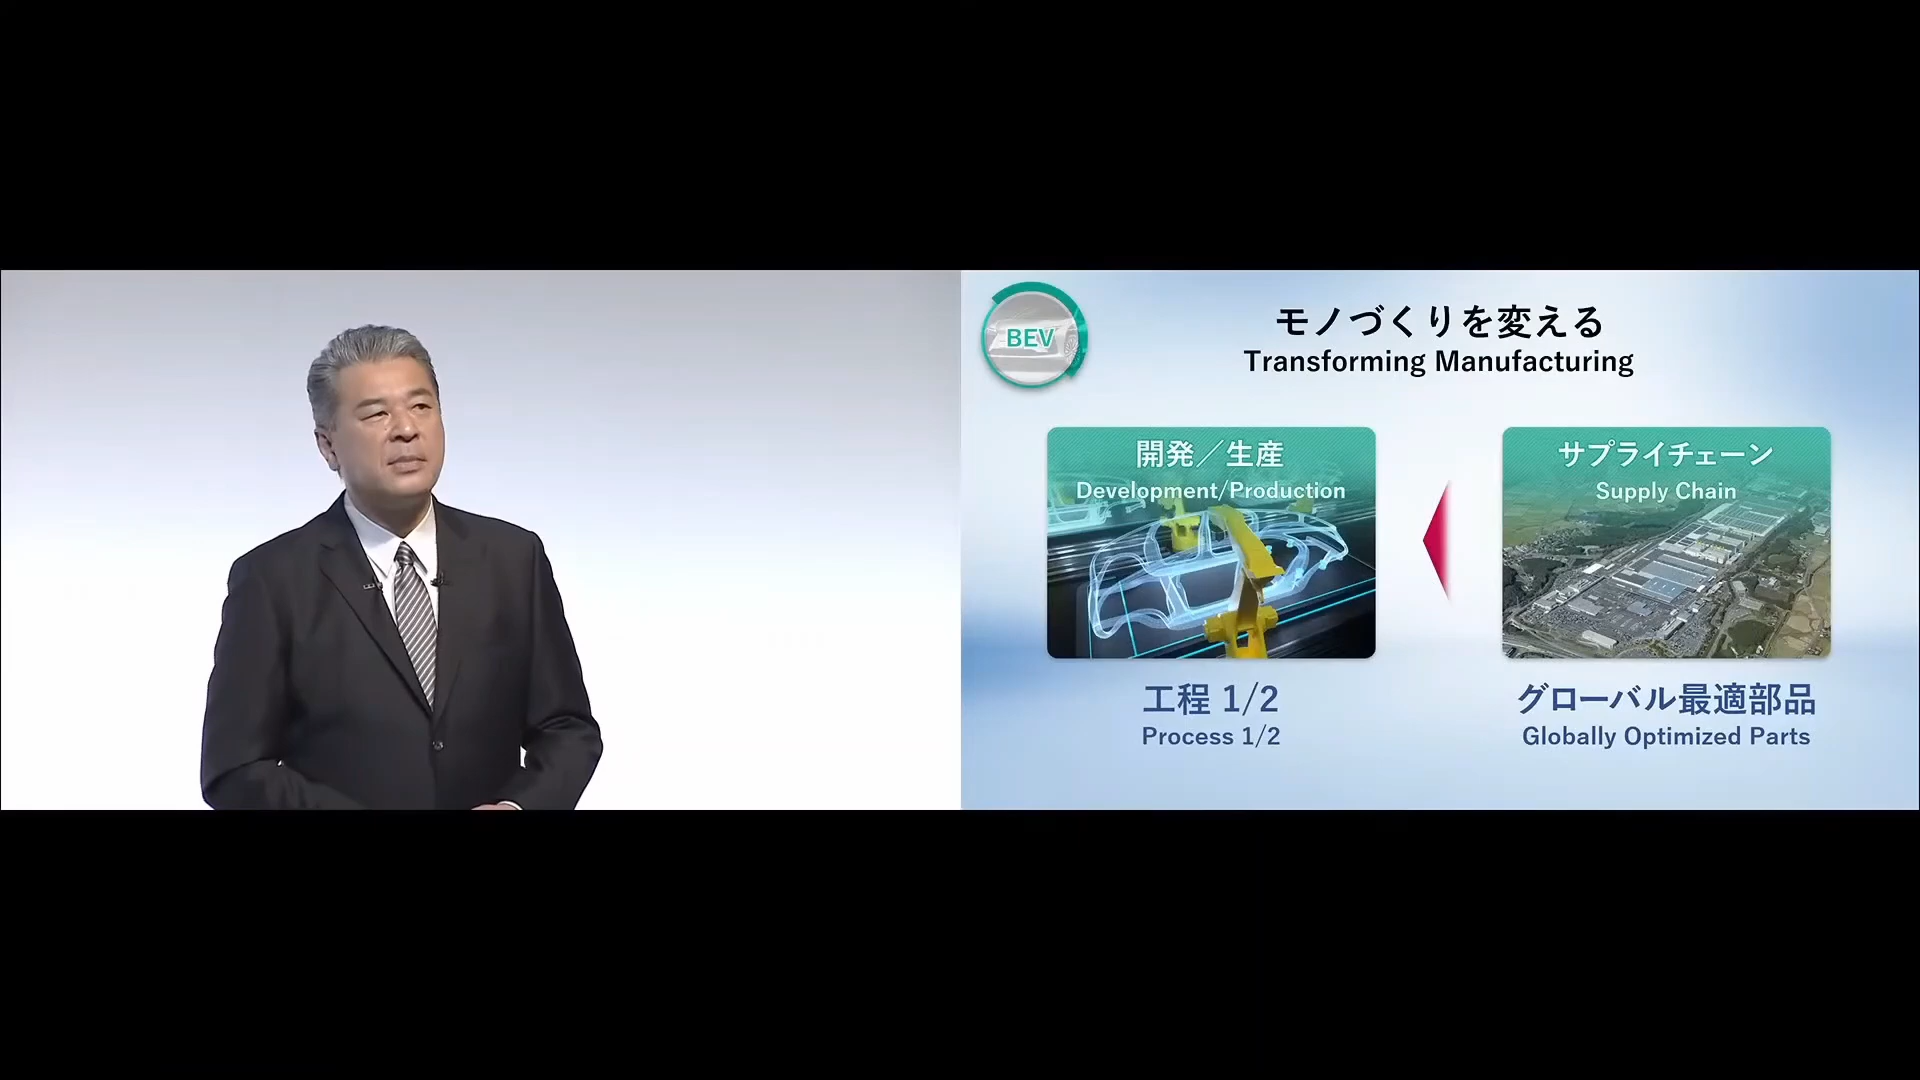 BEV
モノづくりを変える
Transforming Manufacturing
開発／生産
Development/Production
工程 1/2
Process 1/2
サプライチェーン
Supply Chain
グローバル最適部品
Globally Optimized Parts